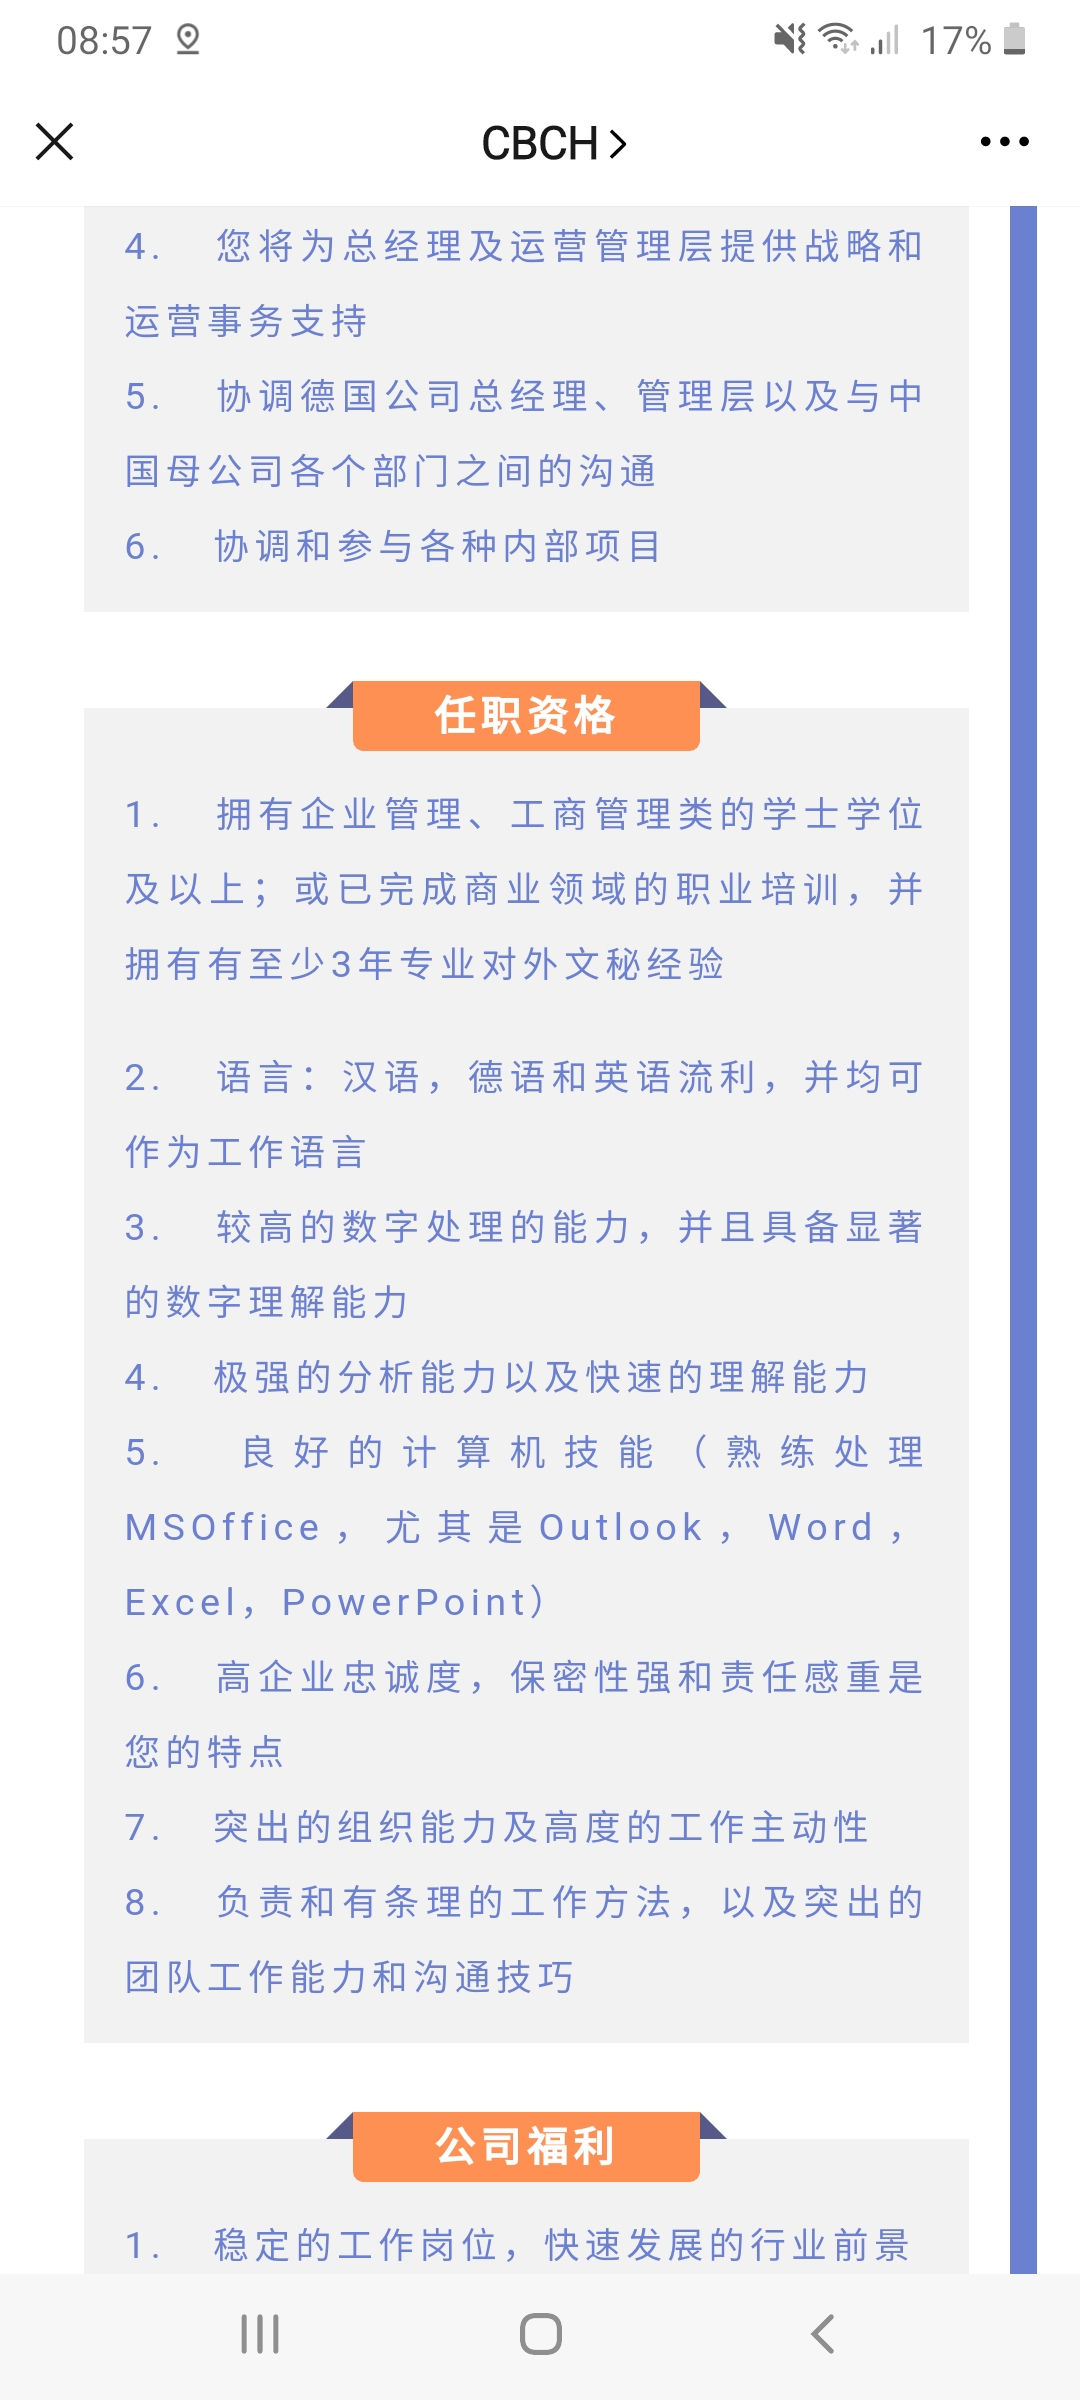 08:57 17%
CBCH
4. 您将为总经理及运营管理层提供战略和
运营事务支持
5. 协调德国公司总经理、管理层以及与中
国母公司各个部门之间的沟通
6. 协调和参与各种内部项目
任职资格
1. 拥有企业管理、工商管理类的学士学位
及以上；或已完成商业领域的职业培训，并
拥有有至少3年专业对外文秘经验
2. 语言：汉语，德语和英语流利，并均可
作为工作语言
3. 较高的数字处理的能力，并且具备显著
的数字理解能力
4. 极强的分析能力以及快速的理解能力
5. 良好的计算机技能（熟练处理
MSOffice，尤其是Outlook，Word，
Excel，PowerPoint）
6. 高企业忠诚度，保密性强和责任感重是
您的特点
7. 突出的组织能力及高度的工作主动性
8. 负责和有条理的工作方法，以及突出的
团队工作能力和沟通技巧
公司福利
1. 稳定的工作岗位，快速发展的行业前景